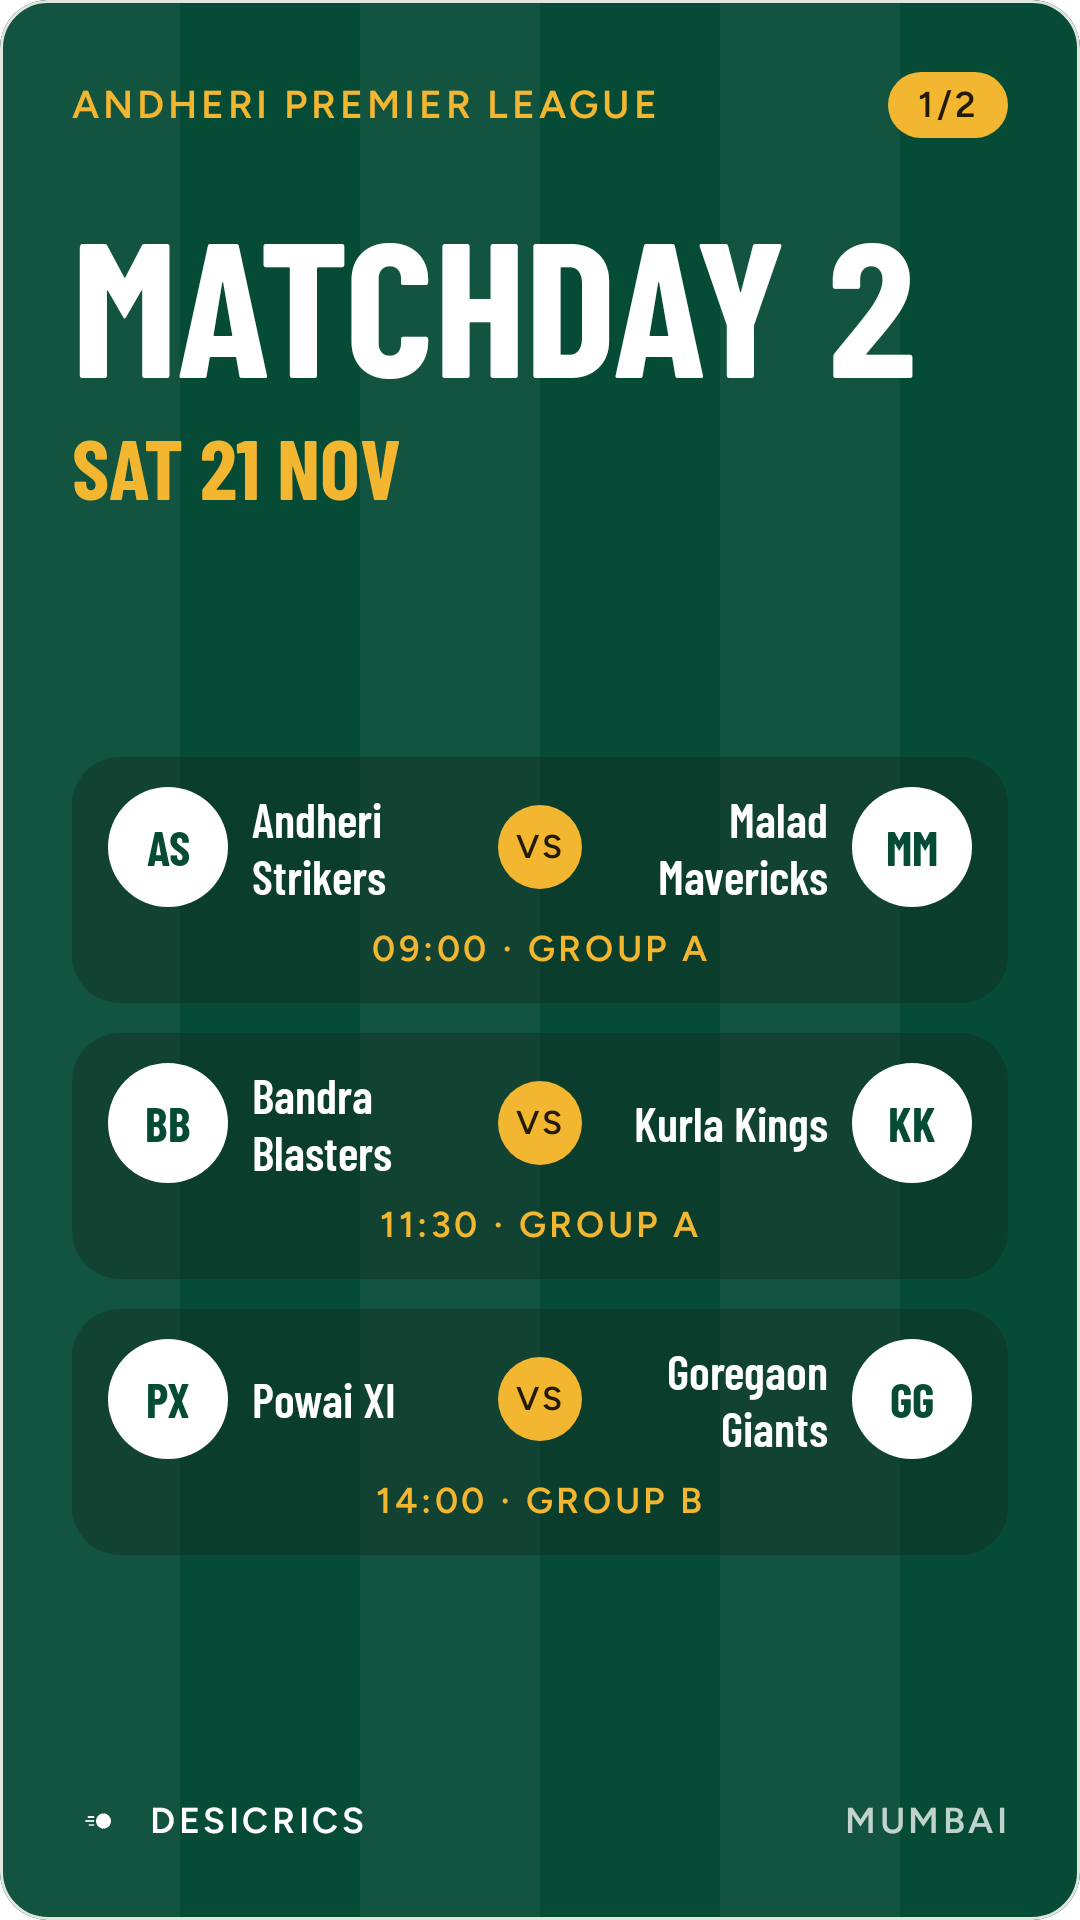 ANDHERI PREMIER LEAGUE
1/2
MATCHDAY 2
SAT 21 NOV
AS
Andheri
Strikers
VS
Malad
Mavericks
MM
09:00 · GROUP A
BB
Bandra
Blasters
VS
Kurla Kings
KK
11:30 · GROUP A
PX
Powai XI
VS
Goregaon
Giants
GG
14:00 · GROUP B
DESICRICS
MUMBAI